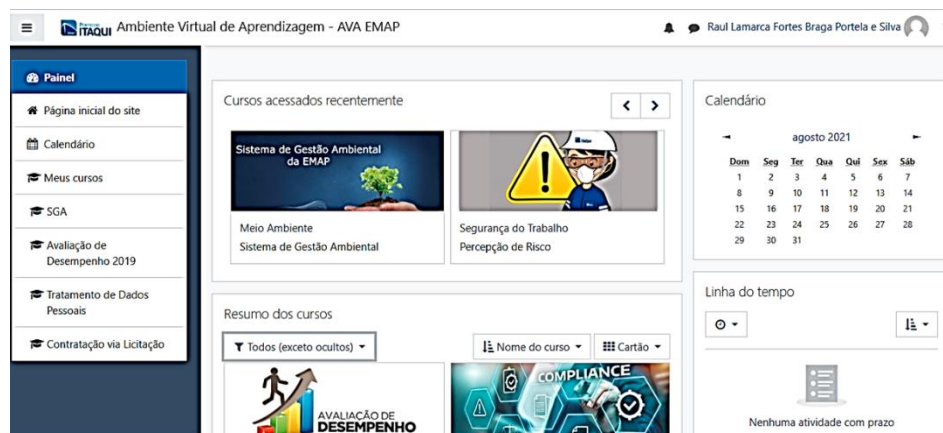 PORTO DO
ITAQUI
Ambiente Virtual de Aprendizagem - AVA EMAP
Raul Lamarca Fortes Braga Portela e Silva
Painel
Página inicial do site
Calendário
Meus cursos
SGA
Avaliação de
Desempenho 2019
Tratamento de Dados
Pessoais
Contratação via Licitação
Cursos acessados recentemente
Sistema de Gestão Ambiental
da EMAP
Meio Ambiente
Sistema de Gestão Ambiental
Segurança do Trabalho
Percepção de Risco
Resumo dos cursos
Todos (exceto ocultos)
Nome do curso
Cartão
AVALIAÇÃO DE
DESEMPENHO
COMPLIANCE
Calendário
agosto 2021
Dom Seg Ter Qua Qui Sex Sáb
1 2 3 4 5 6 7
8 9 10 11 12 13 14
15 16 17 18 19 20 21
22 23 24 25 26 27 28
29 30 31
Linha do tempo
Nenhuma atividade com prazo